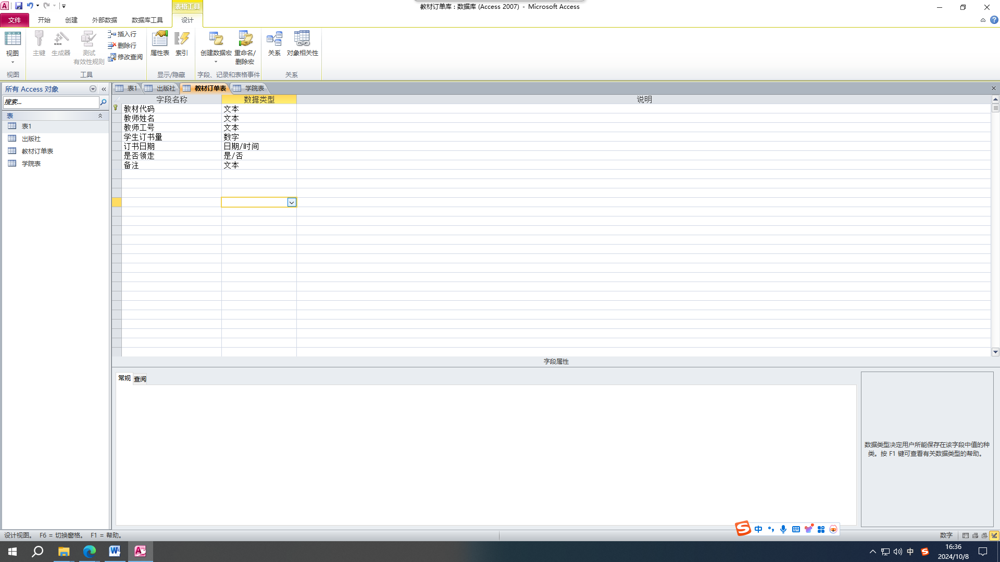 教材订单库 : 数据库 (Access 2007) - Microsoft Access
表格工具
文件 开始 创建 外部数据 数据库工具 设计
视图 主键 生成器 测试 有效性规则 插入行 删除行 修改查阅 属性表 索引 创建数据宏 重命名/ 删除宏 关系 对象相关性
视图 工具 显示/隐藏 字段、记录和表格事件 关系
所有 Access 对象 «
搜索...
表
表1
出版社
教材订单表
学院表
表1 出版社 教材订单表 学院表
字段名称 数据类型 说明
教材代码 文本
教师姓名 文本
教师工号 文本
学生订书量 数字
订书日期 日期/时间
是否领走 是/否
备注 文本
字段属性
常规 查阅
数据类型决定用户所能保存在该字段中值的种
类。按 F1 键可查看有关数据类型的帮助。
中
设计视图。 F6 = 切换窗格。 F1 = 帮助。
数字
中
16:36
2024/10/8